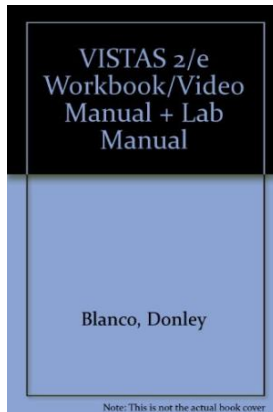 VISTAS 2/e
Workbook/Video
Manual + Lab
Manual
Blanco, Donley
Note: This is not the actual book cover